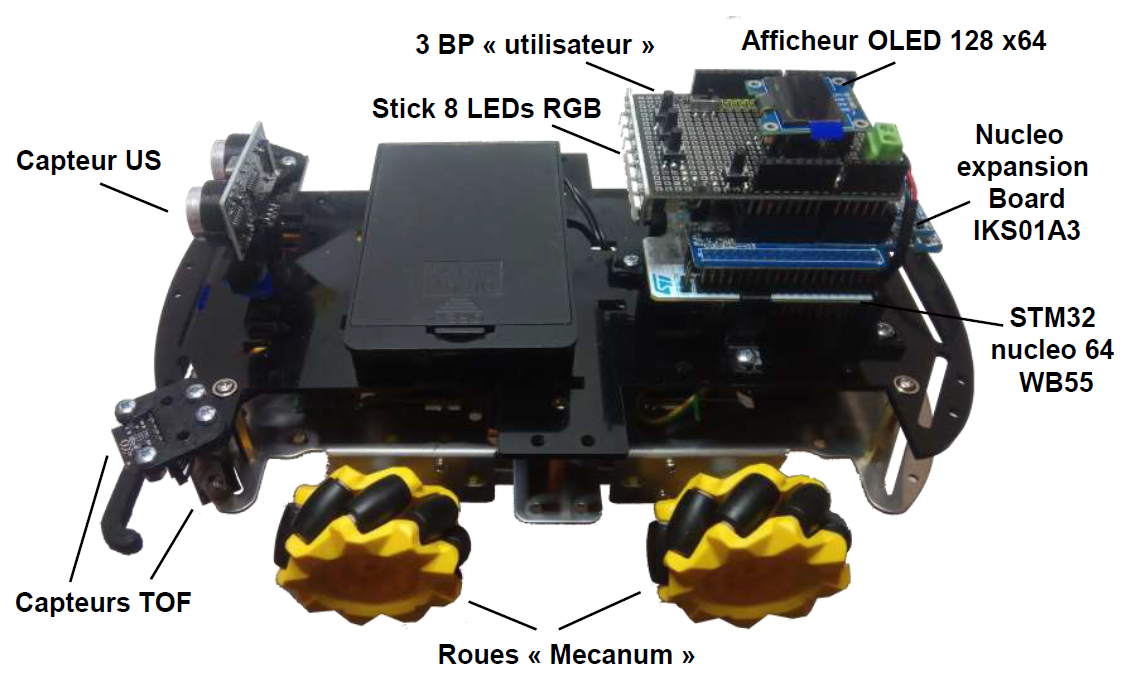 3 BP « utilisateur »
Afficheur OLED 128 x64
Stick 8 LEDs RGB
Capteur US
Nucleo
expansion
Board
IKS01A3
STM32
nucleo 64
WB55
Capteurs TOF
Roues « Mecanum »